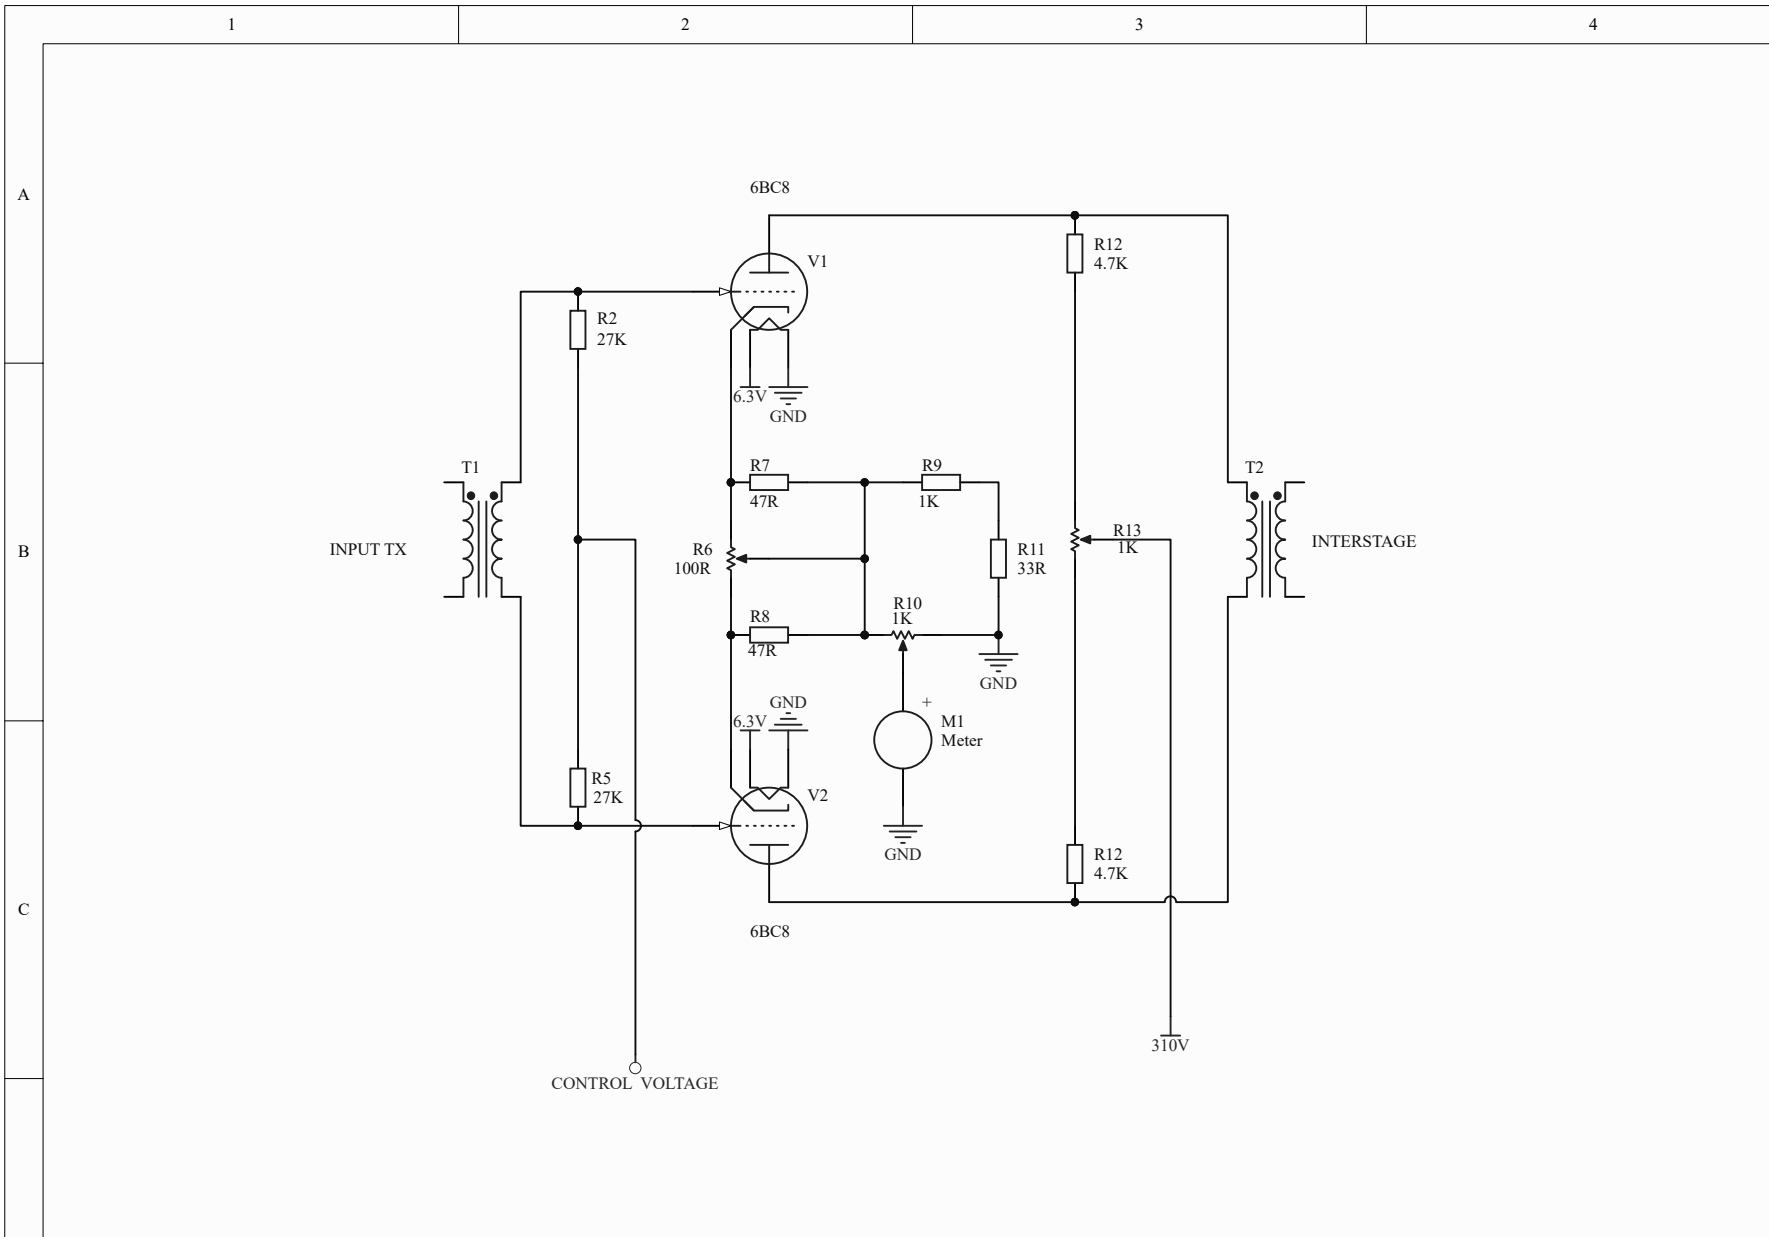 1
2
3
4
A
B
C
6BC8
V1
R12
4.7K
R2
27K
6.3V
GND
T1
R7
47R
R9
1K
T2
INPUT TX
R6
100R
R11
33R
R13
1K
INTERSTAGE
R10
1K
R8
47R
GND
GND
6.3V
+
M1
Meter
R5
27K
V2
GND
R12
4.7K
6BC8
310V
CONTROL VOLTAGE